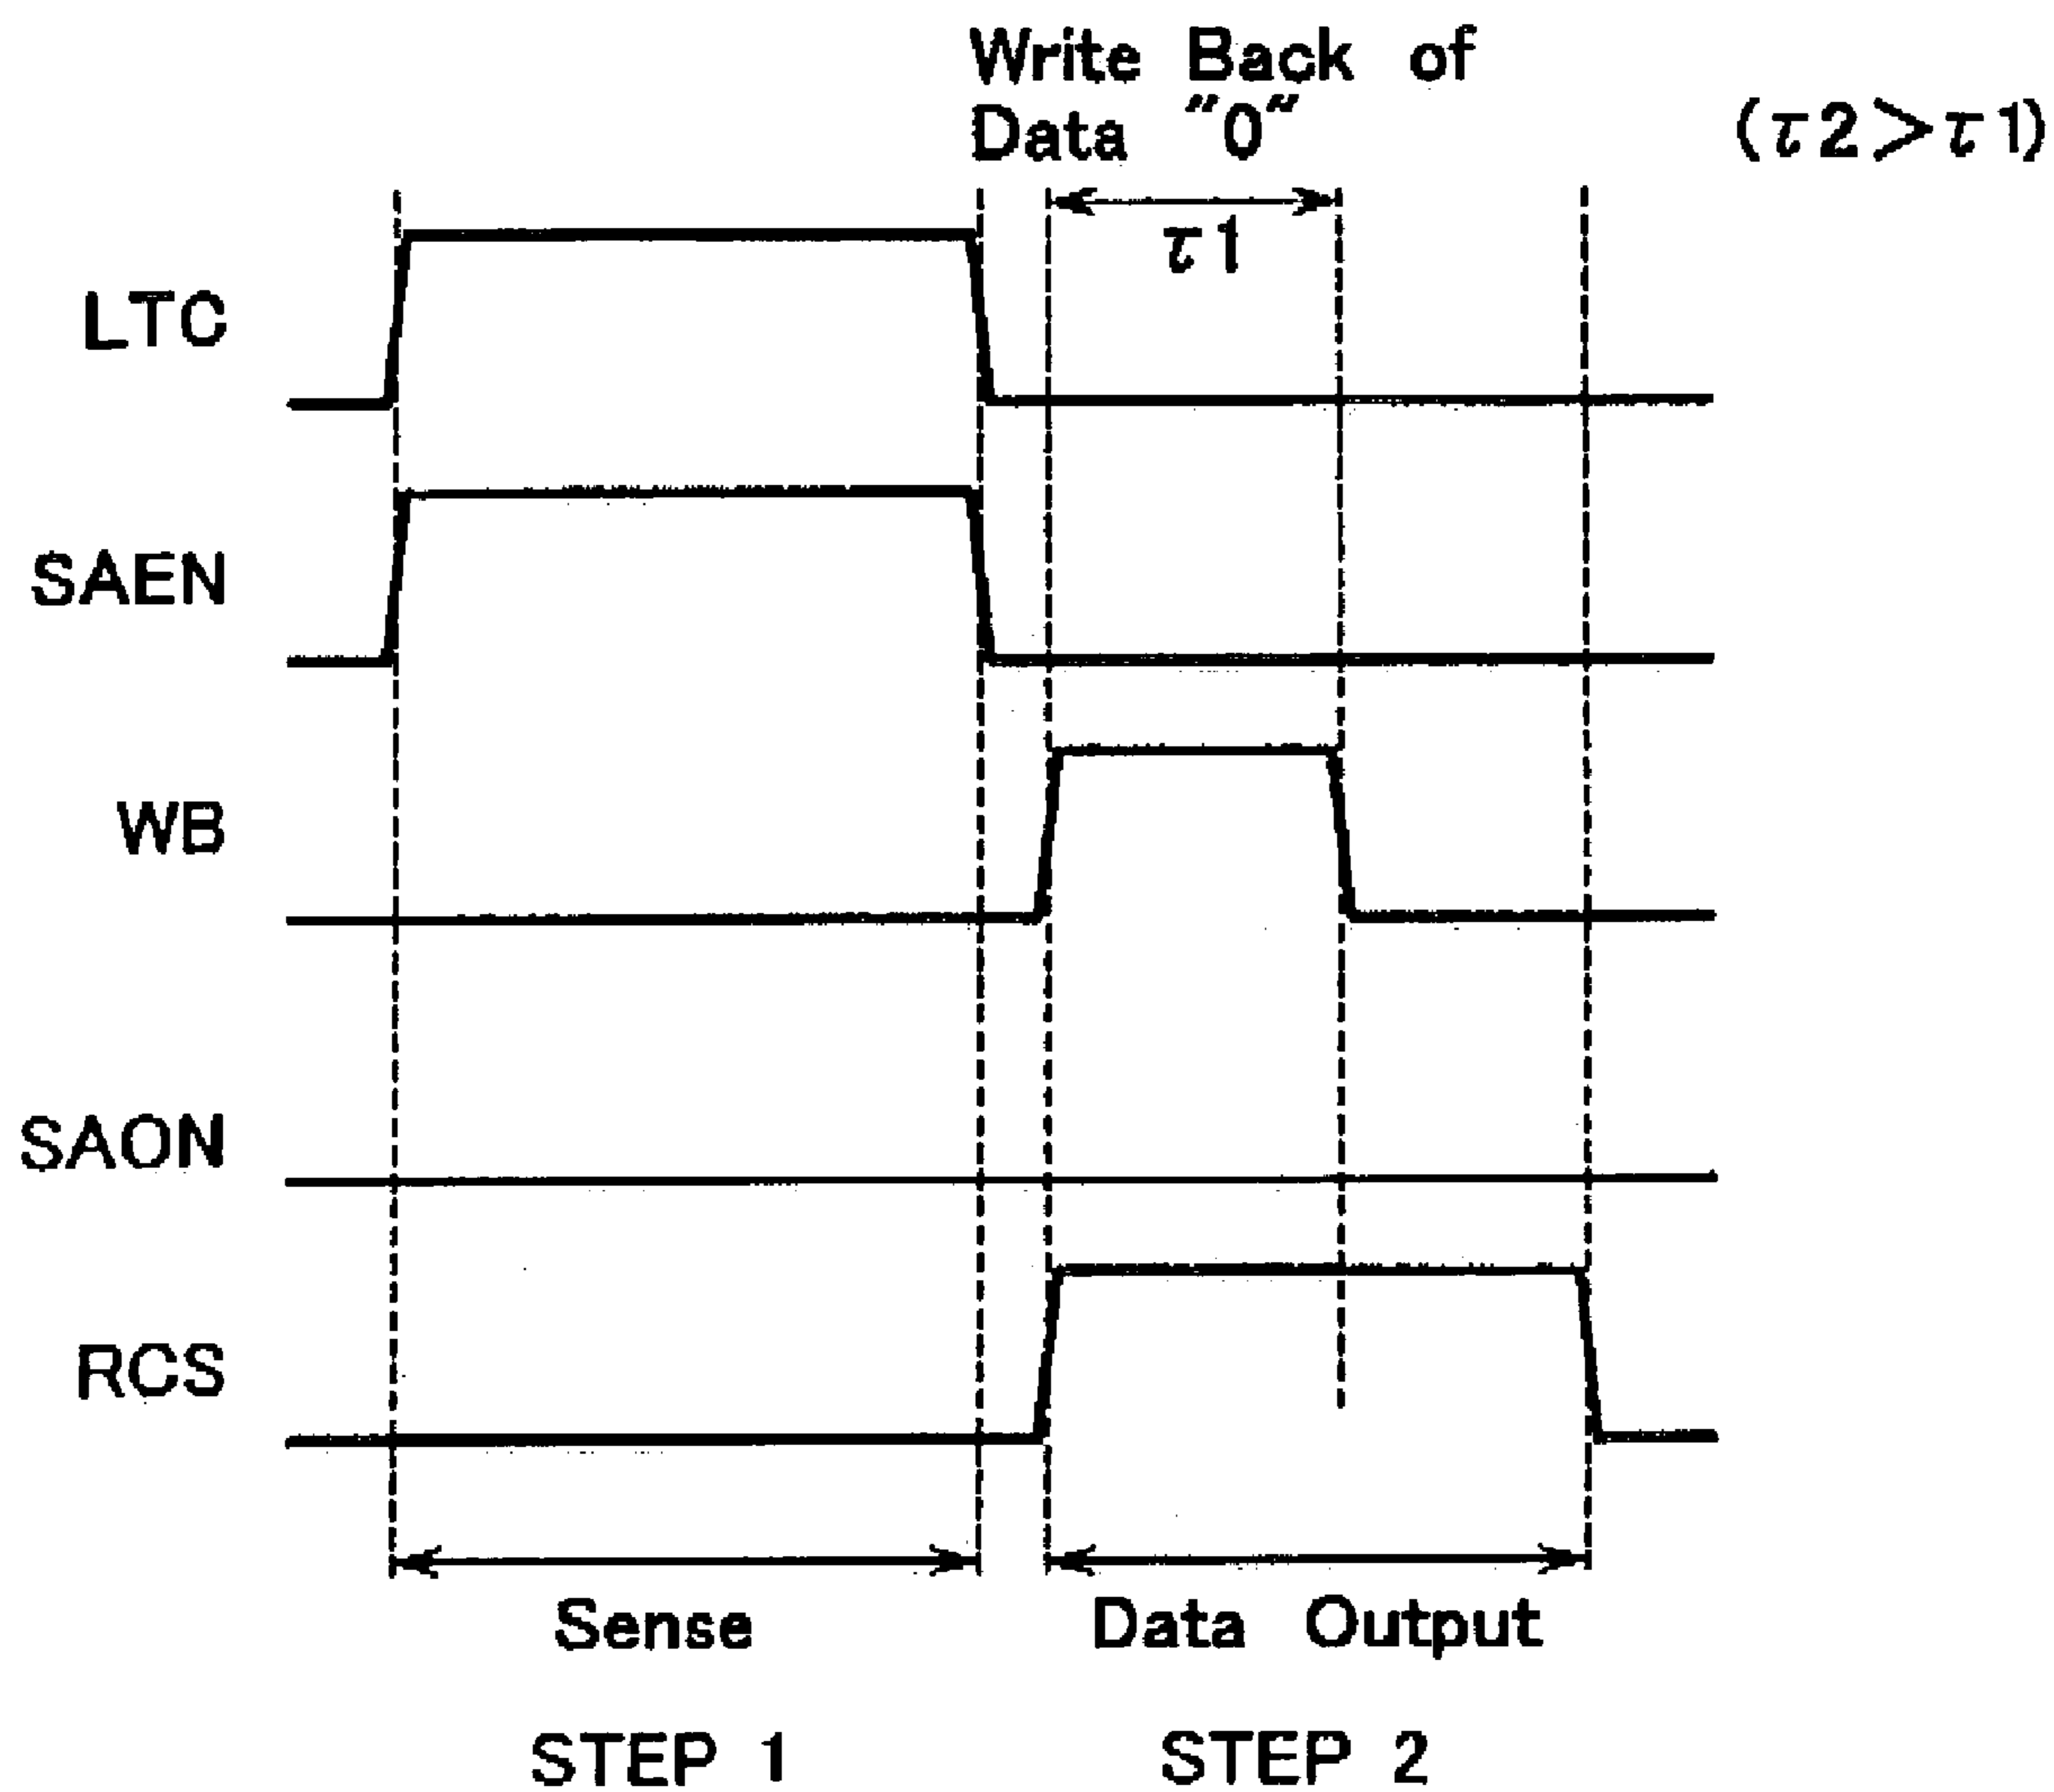 Write Back of
Data "0"
(τ2>τ1)
τ1
LTC
SAEN
WB
SAON
RCS
Sense
Data Output
STEP 1
STEP 2